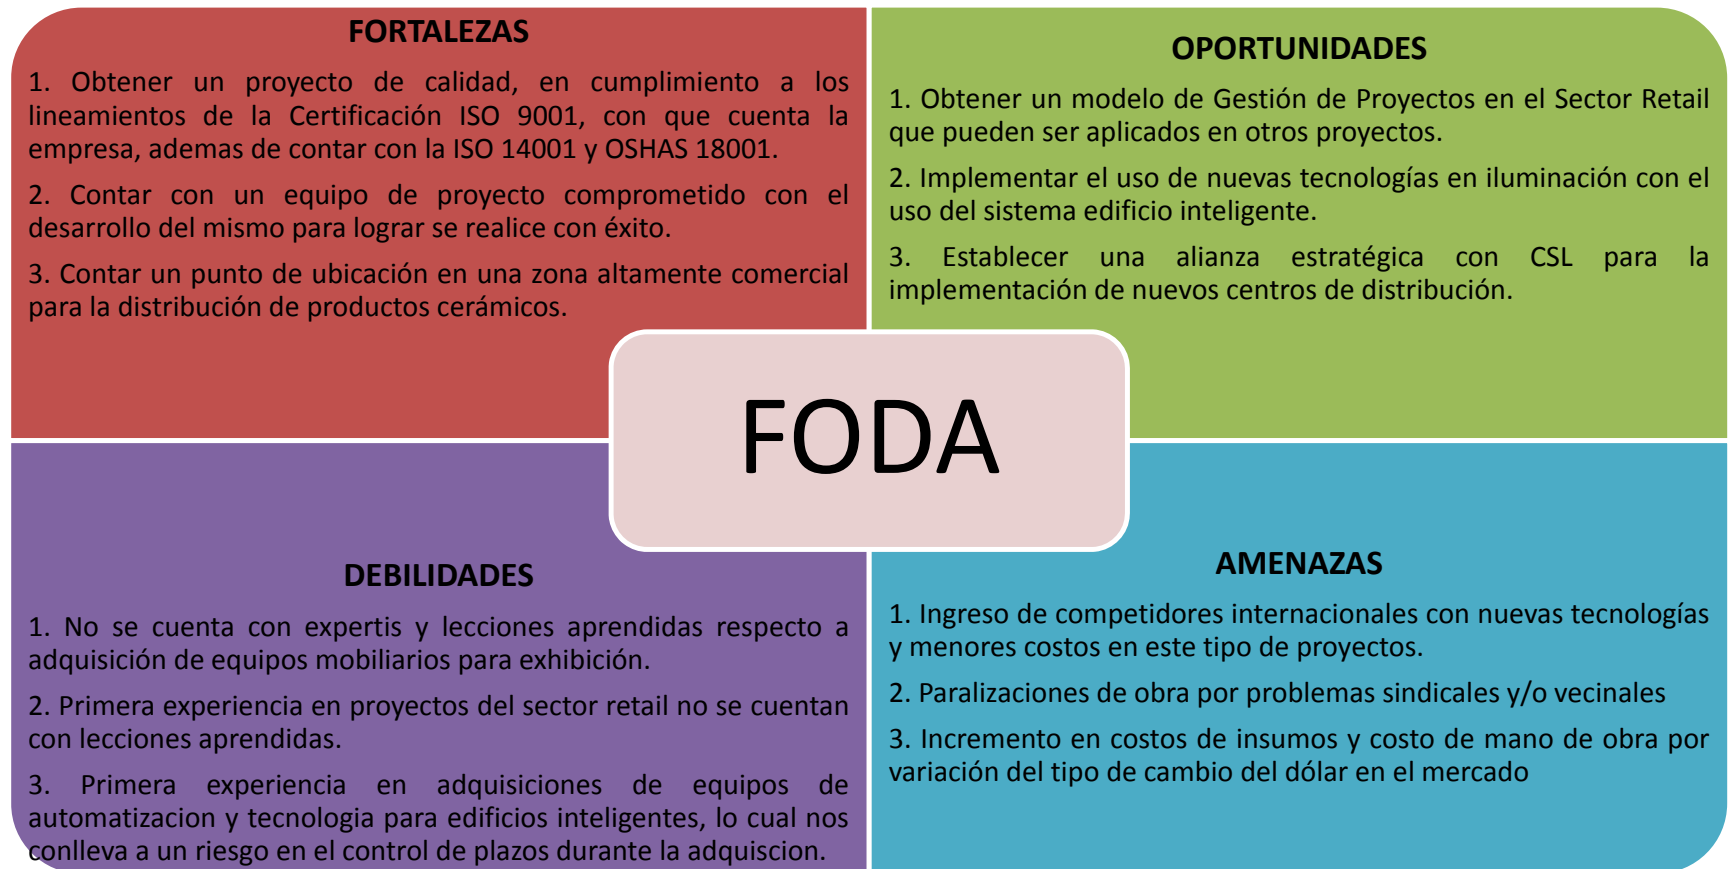 FORTALEZAS
1. Obtener un proyecto de calidad, en cumplimiento a los
lineamientos de la Certificación ISO 9001, con que cuenta la
empresa, ademas de contar con la ISO 14001 y OSHAS 18001.
2. Contar con un equipo de proyecto comprometido con el
desarrollo del mismo para lograr se realice con éxito.
3. Contar un punto de ubicación en una zona altamente comercial
para la distribución de productos cerámicos.
OPORTUNIDADES
1. Obtener un modelo de Gestión de Proyectos en el Sector Retail
que pueden ser aplicados en otros proyectos.
2. Implementar el uso de nuevas tecnologías en iluminación con el
uso del sistema edificio inteligente.
3. Establecer una alianza estratégica con CSL para la
implementación de nuevos centros de distribución.
FODA
DEBILIDADES
1. No se cuenta con expertis y lecciones aprendidas respecto a
adquisición de equipos mobiliarios para exhibición.
2. Primera experiencia en proyectos del sector retail no se cuentan
con lecciones aprendidas.
3. Primera experiencia en adquisiciones de equipos de
automatizacion y tecnologia para edificios inteligentes, lo cual nos
conlleva a un riesgo en el control de plazos durante la adquiscion.
AMENAZAS
1. Ingreso de competidores internacionales con nuevas tecnologías
y menores costos en este tipo de proyectos.
2. Paralizaciones de obra por problemas sindicales y/o vecinales
3. Incremento en costos de insumos y costo de mano de obra por
variación del tipo de cambio del dólar en el mercado